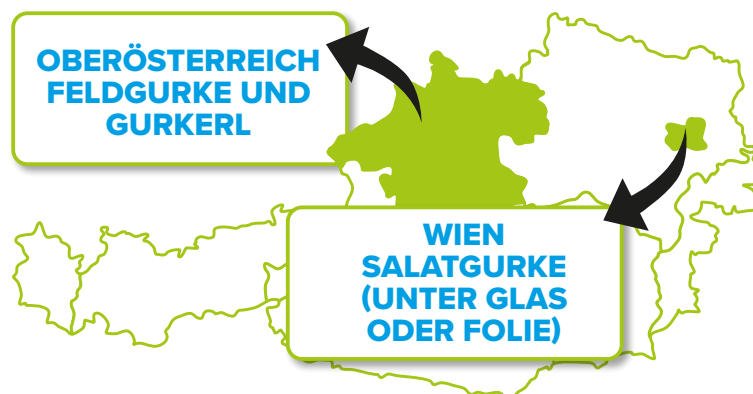 OBERÖSTERREICH
FELDGURKE UND
GURKERL
WIEN
SALATGURKE
(UNTER GLAS
ODER FOLIE)